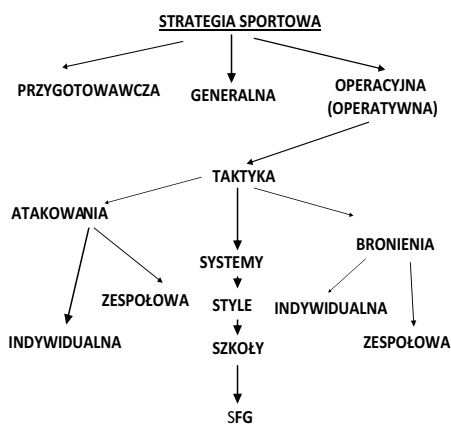 STRATEGIA SPORTOWA
PRZYGOTOWAWCZA
GENERALNA
OPERACYJNA
(OPERATYWNA)
TAKTYKA
ATAKOWANIA
BRONIENIA
SYSTEMY
ZESPOŁOWA
STYLE
INDYWIDUALNA
INDYWIDUALNA
SZKOŁY
ZESPOŁOWA
SFG